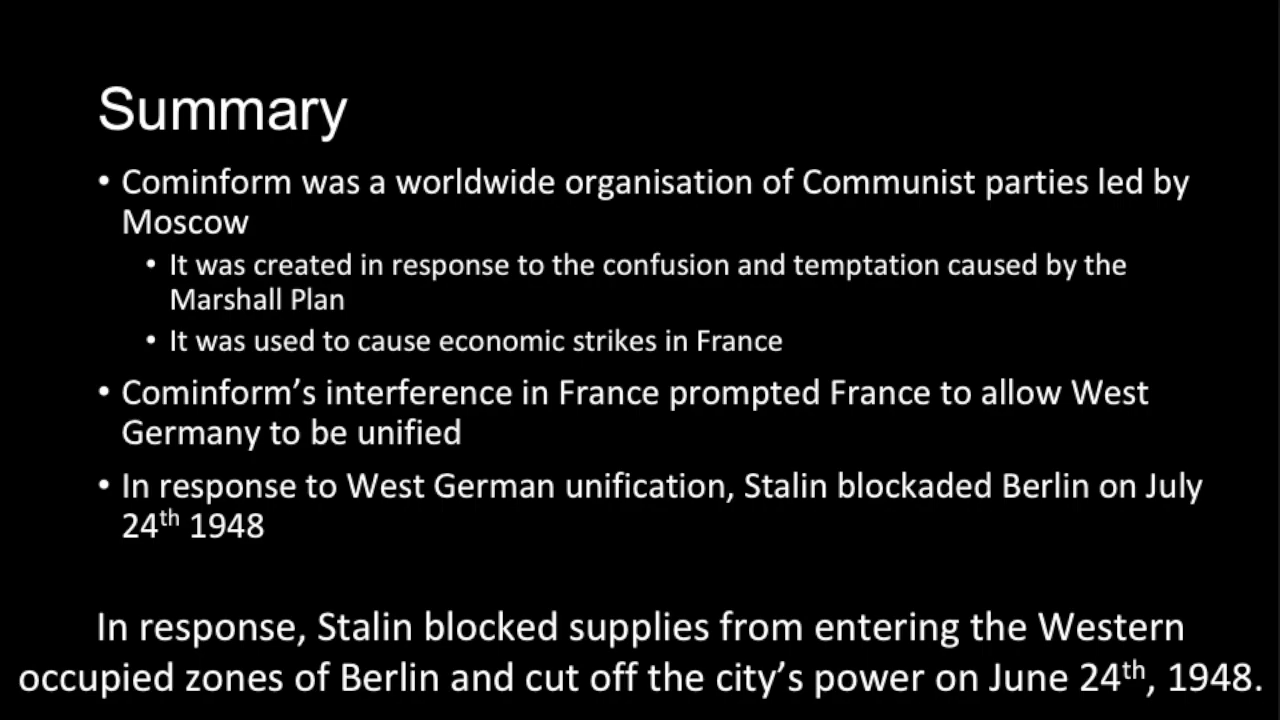 Summary
• Cominform was a worldwide organisation of Communist parties led by
Moscow
• It was created in response to the confusion and temptation caused by the
Marshall Plan
• It was used to cause economic strikes in France
• Cominform’s interference in France prompted France to allow West
Germany to be unified
• In response to West German unification, Stalin blockaded Berlin on July
24th 1948
In response, Stalin blocked supplies from entering the Western
occupied zones of Berlin and cut off the city’s power on June 24th, 1948.